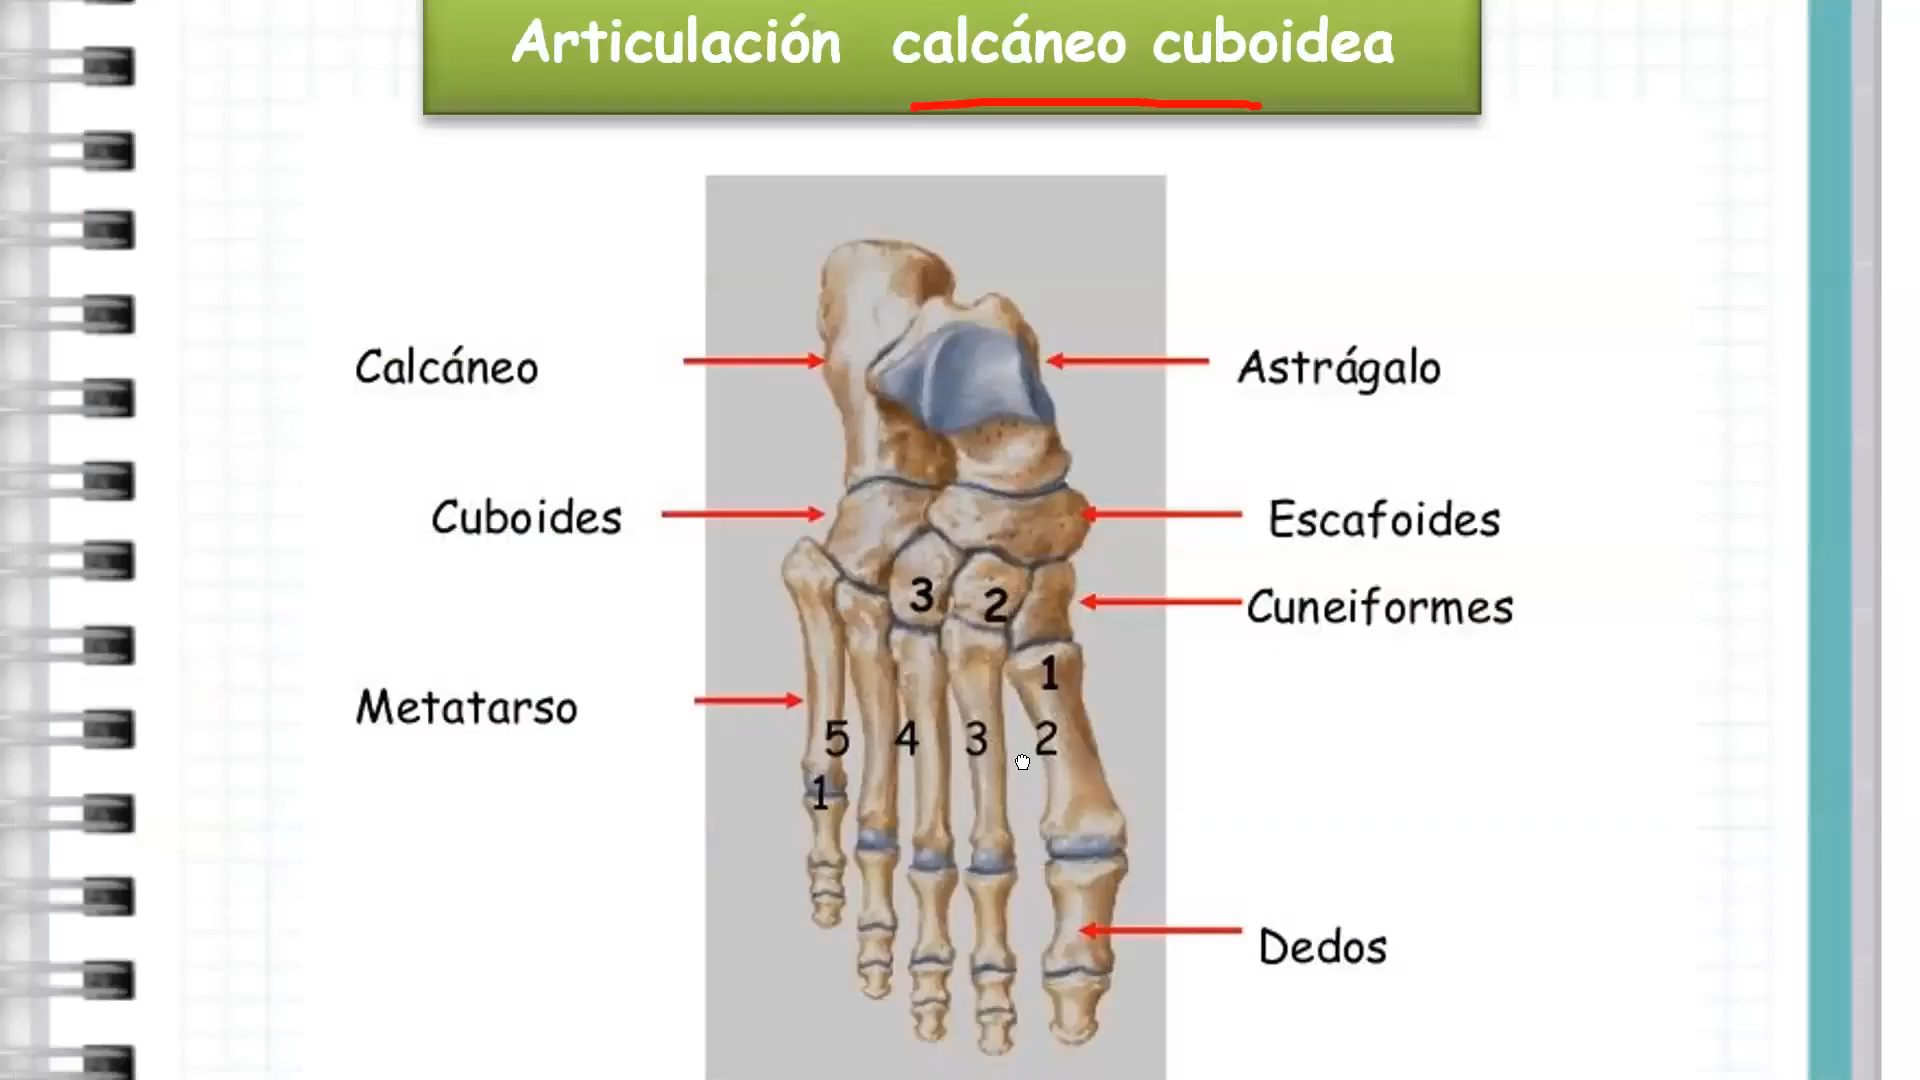 Articulación calcáneo cuboidea
Calcáneo
Astrágalo
Cuboides
Escafoides
3
2
Cuneiformes
1
Metatarso
5 4 3 2
1
Dedos